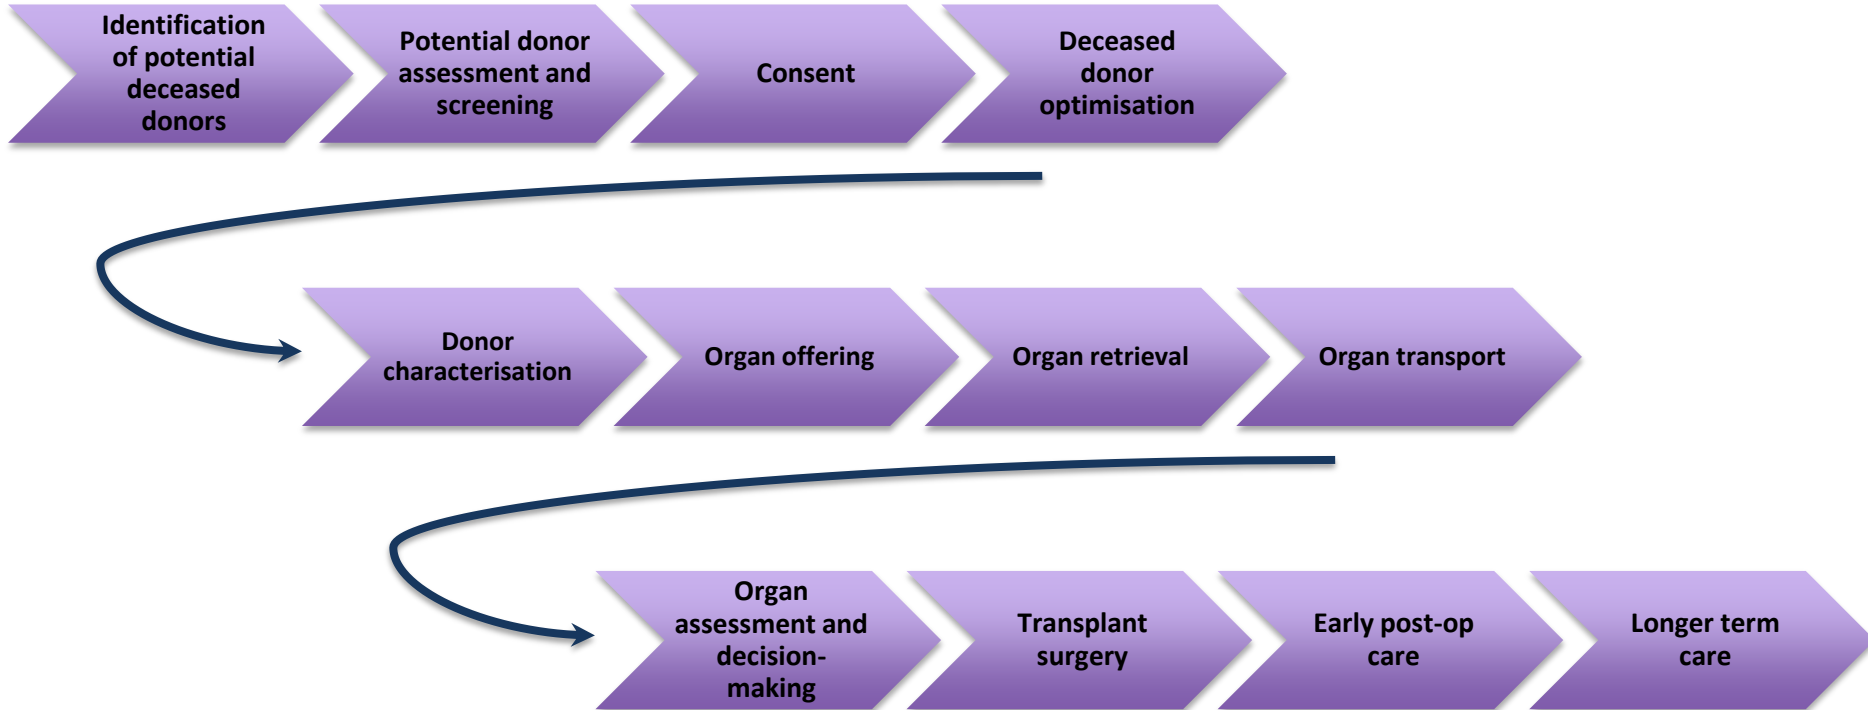 Identification
of potential
deceased
donors
Potential donor
assessment and
screening
Consent
Deceased
donor
optimisation
Donor
characterisation
Organ offering
Organ retrieval
Organ transport
Organ
assessment and
decision-
making
Transplant
surgery
Early post-op
care
Longer term
care